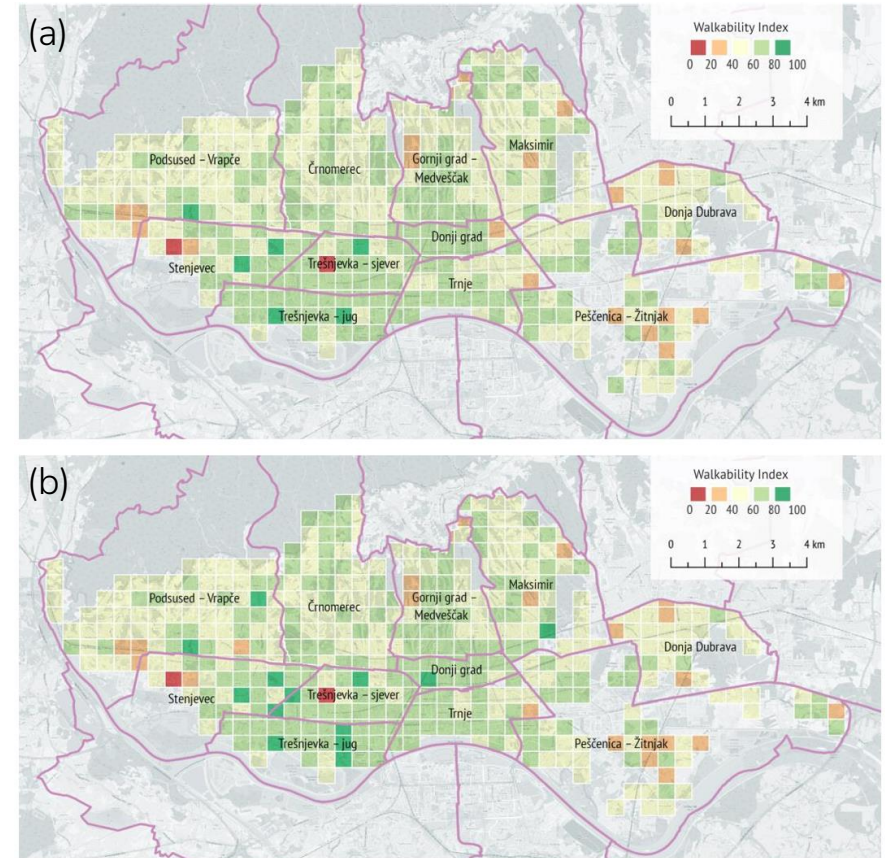 (a)
Walkability Index
0 20 40 60 80 100
0 1 2 3 4 km
Podsused – Vrapče
Črnomerec
Gornji grad –
Medveščak
Maksimir
Donja Dubrava
Donji grad
Stenjevec
Trešnjevka – sjever
Trnje
Trešnjevka – jug
Peščenica – Žitnjak
(b)
Walkability Index
0 20 40 60 80 100
0 1 2 3 4 km
Podsused – Vrapče
Črnomerec
Gornji grad –
Medveščak
Maksimir
Donja Dubrava
Donji grad
Stenjevec
Trešnjevka – sjever
Trnje
Trešnjevka – jug
Peščenica – Žitnjak